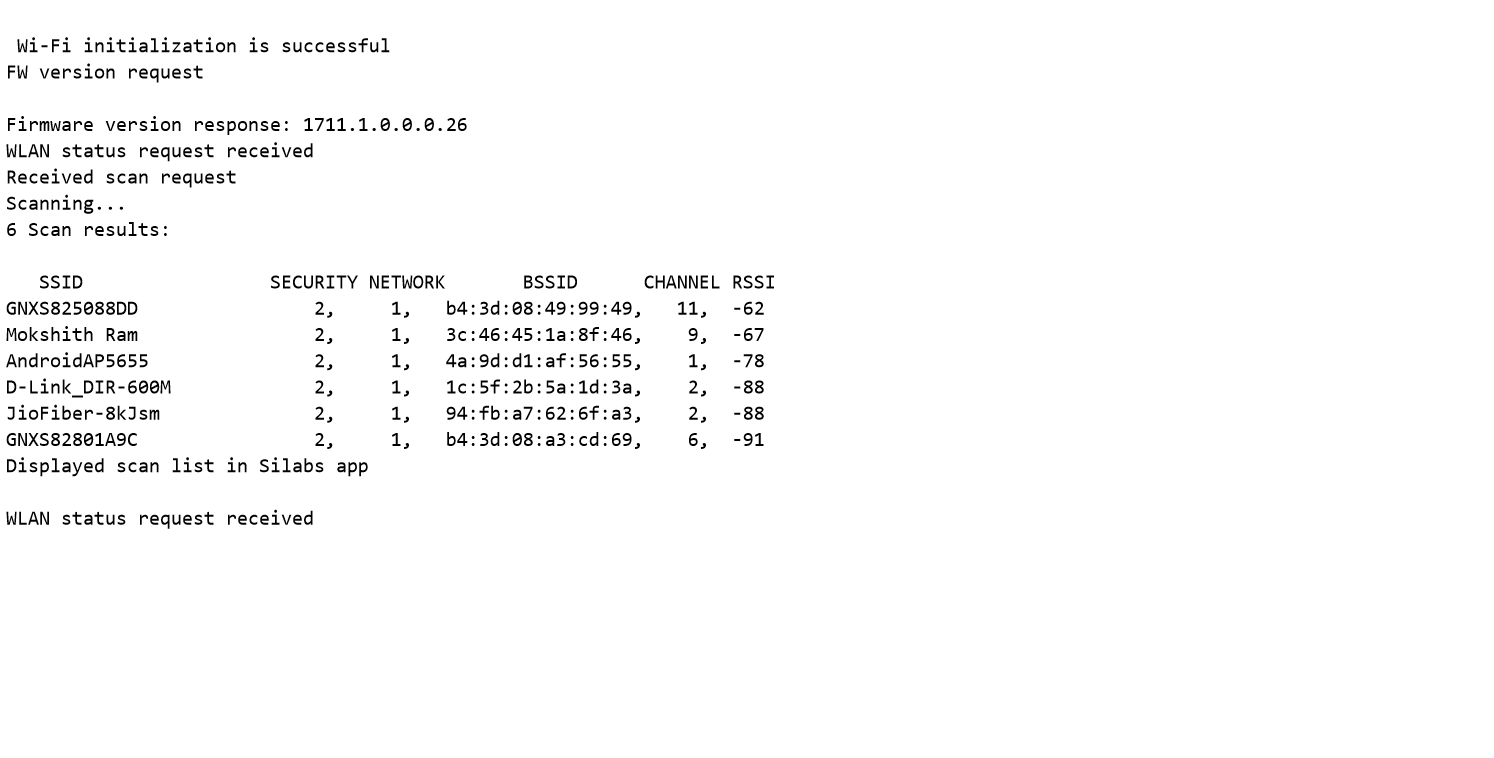 Wi-Fi initialization is successful
FW version request
Firmware version response: 1711.1.0.0.0.26
WLAN status request received
Received scan request
Scanning...
6 Scan results:
SSID SECURITY NETWORK BSSID CHANNEL RSSI
GNXS825088DD 2, 1, b4:3d:08:49:99:49, 11, -62
Mokshith Ram 2, 1, 3c:46:45:1a:8f:46, 9, -67
AndroidAP5655 2, 1, 4a:9d:d1:af:56:55, 1, -78
D-Link_DIR-600M 2, 1, 1c:5f:2b:5a:1d:3a, 2, -88
JioFiber-8kJsm 2, 1, 94:fb:a7:62:6f:a3, 2, -88
GNXS82801A9C 2, 1, b4:3d:08:a3:cd:69, 6, -91
Displayed scan list in Silabs app
WLAN status request received